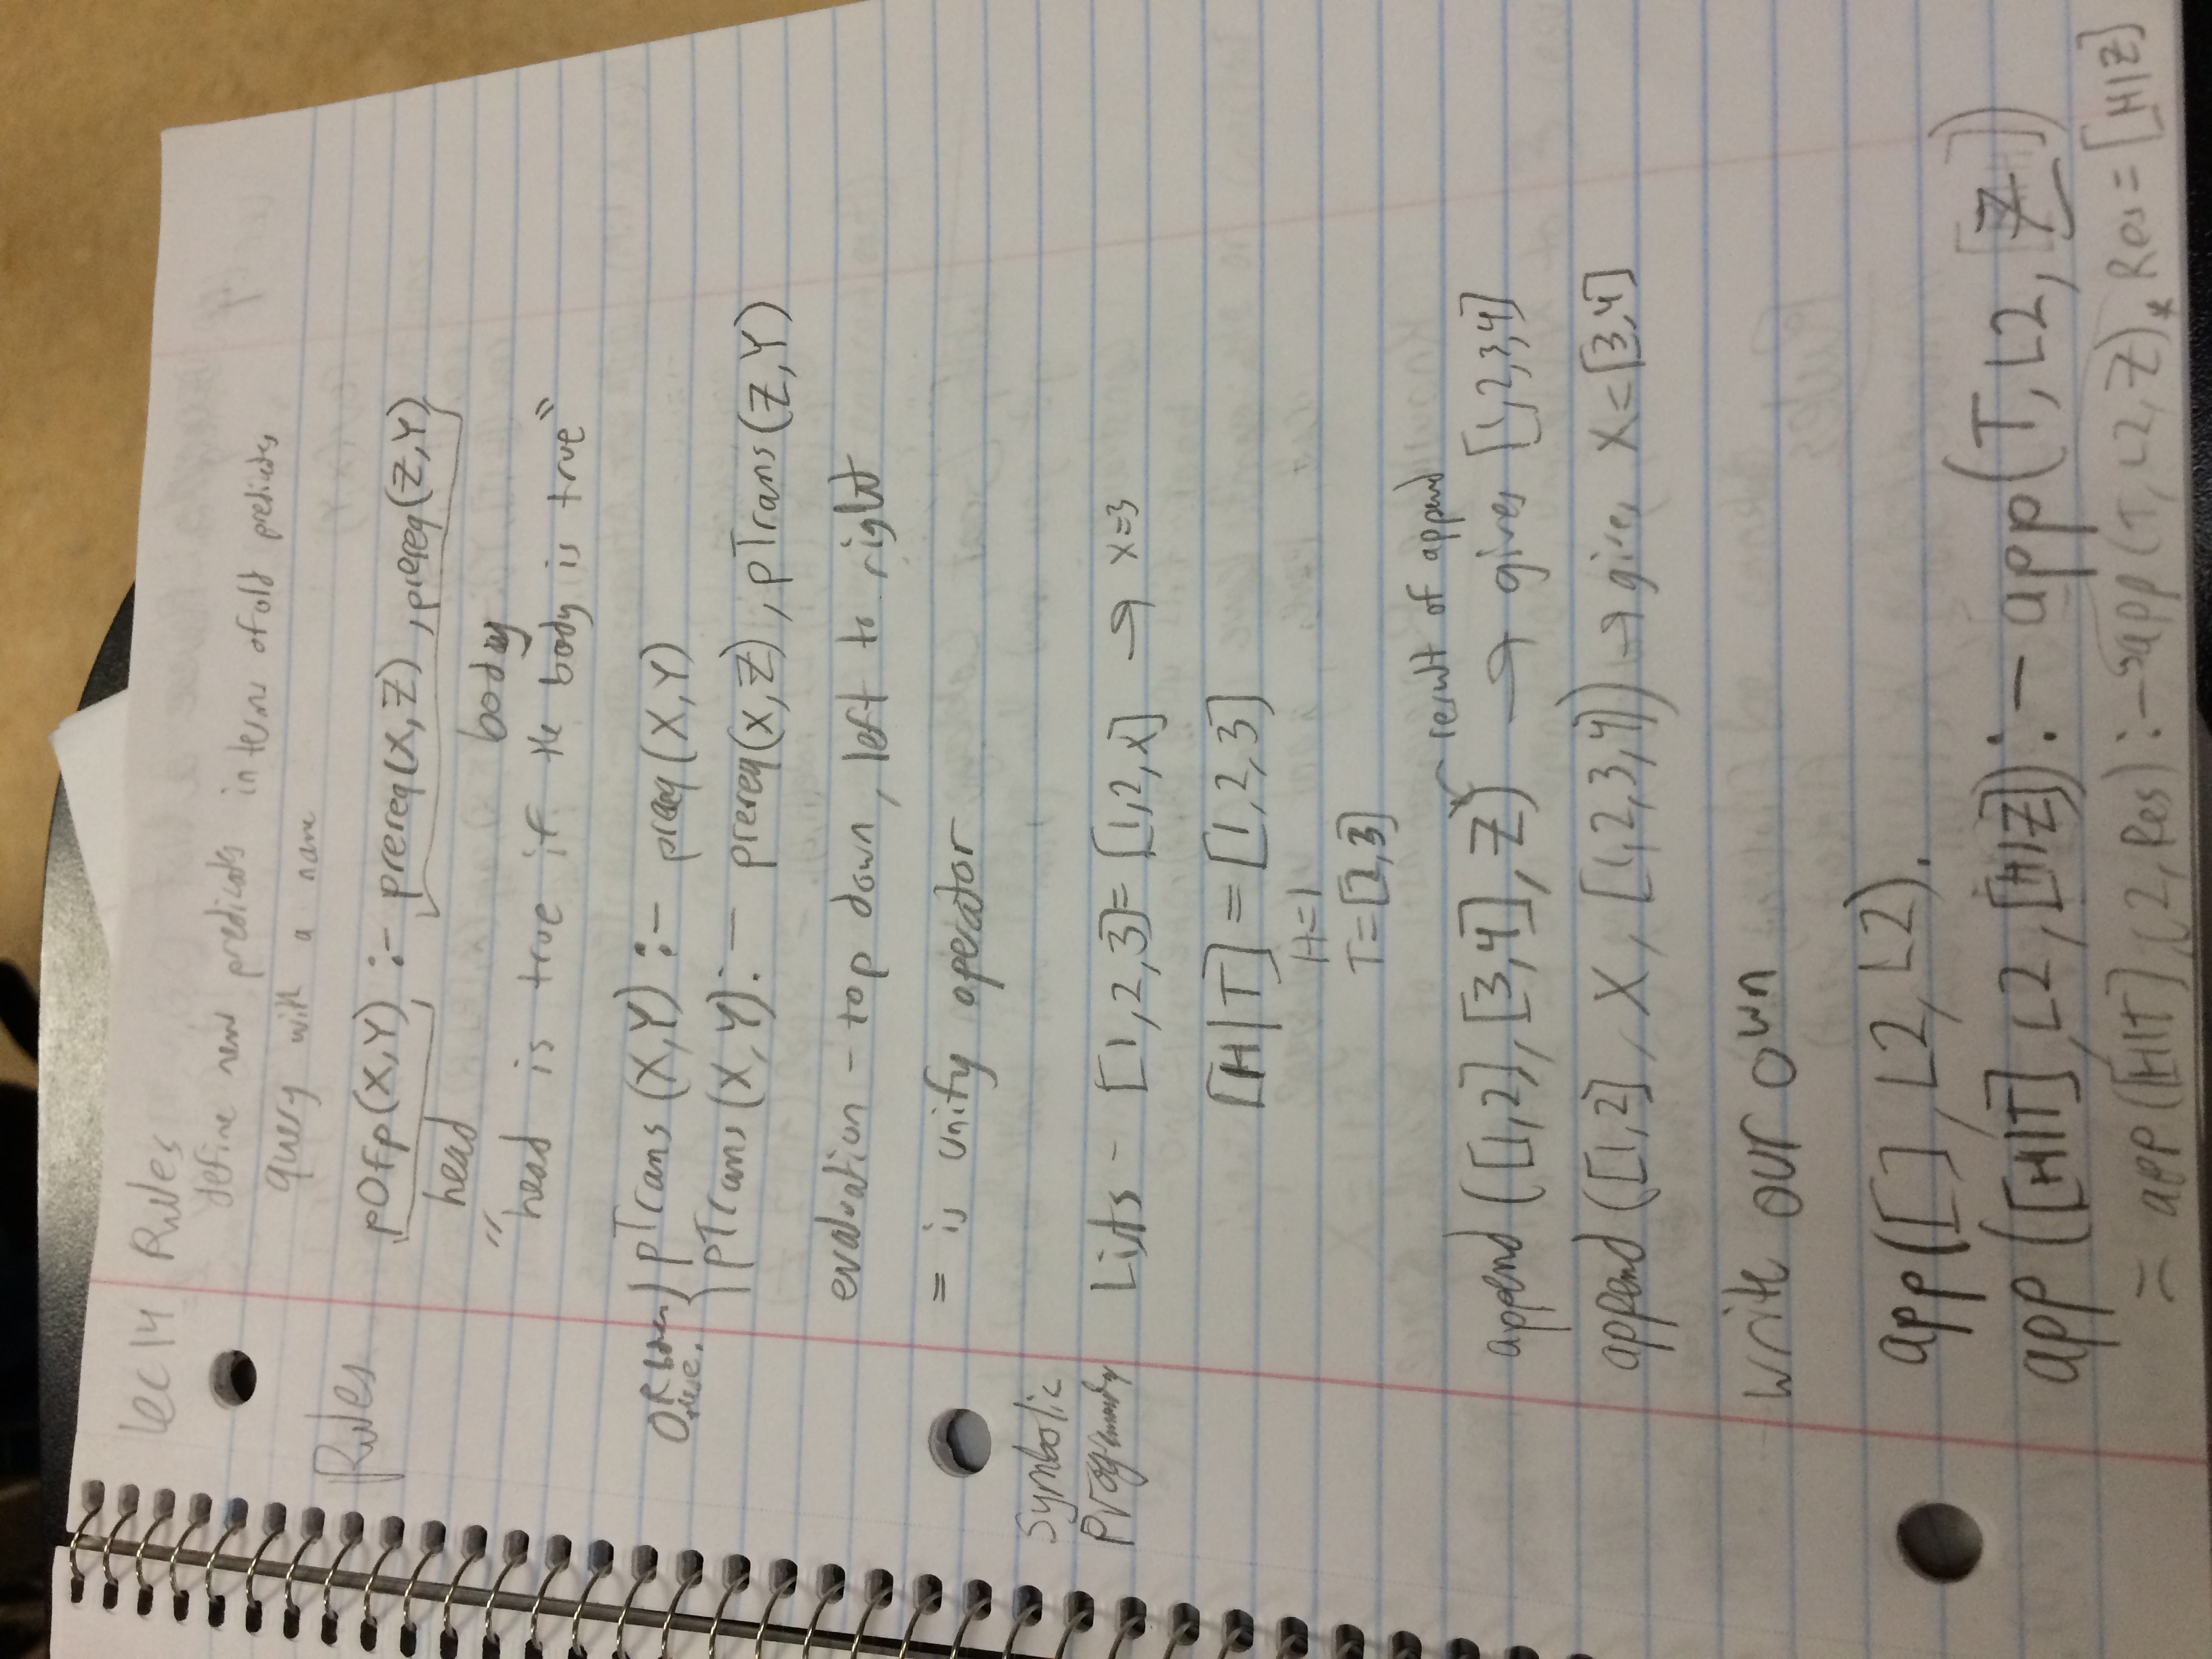 Lec 14 Rules
define new predicates in terms of old predicates
query with a name
Rules
pOfp(X,Y) :- prereq(X,Z), prereq(Z,Y)
head body
"head is true if the body is true"
OR
pTrans(X,Y) :- prereq(X,Y)
pTrans(X,Y) :- prereq(X,Z), pTrans(Z,Y)
evaluation - top down, left to right
= is unify operator
Symbolic
Programming
Lists - [1,2,3]=[1,2,X] → X=3
[H|T] = [1,2,3]
H=1
T=[2,3]
result of append
append([1,2],[3,4],Z) → gives [1,2,3,4]
append([1,2], X, [1,2,3,4]) → gives X=[3,4]
write our own
app([], L2, L2).
app([H|T], L2, [H|Z]) :- app(T, L2, Z)
= app([H|T], L2, Res) :- app(T, L2, Z), Res = [H|Z]